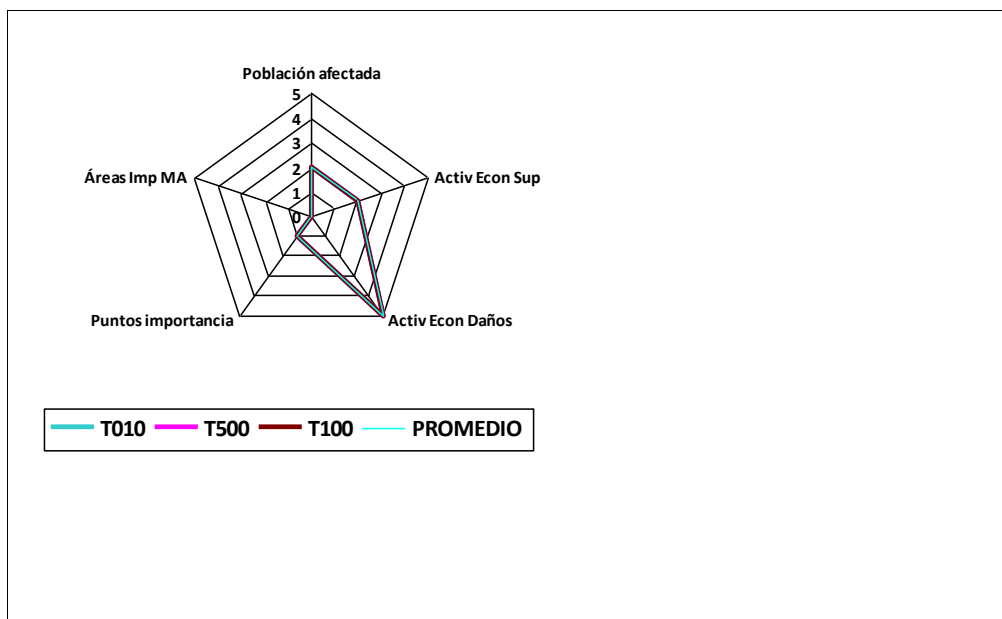 Población afectada
5
4
3
2
1
0
Áreas Imp MA
Activ Econ Sup
Puntos importancia
Activ Econ Daños
T010 T500 T100 PROMEDIO